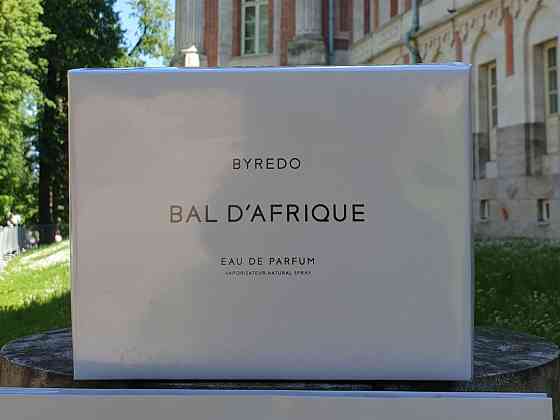 BYREDO
BAL D'AFRIQUE
EAU DE PARFUM
VAPORISATEUR NATURAL SPRAY